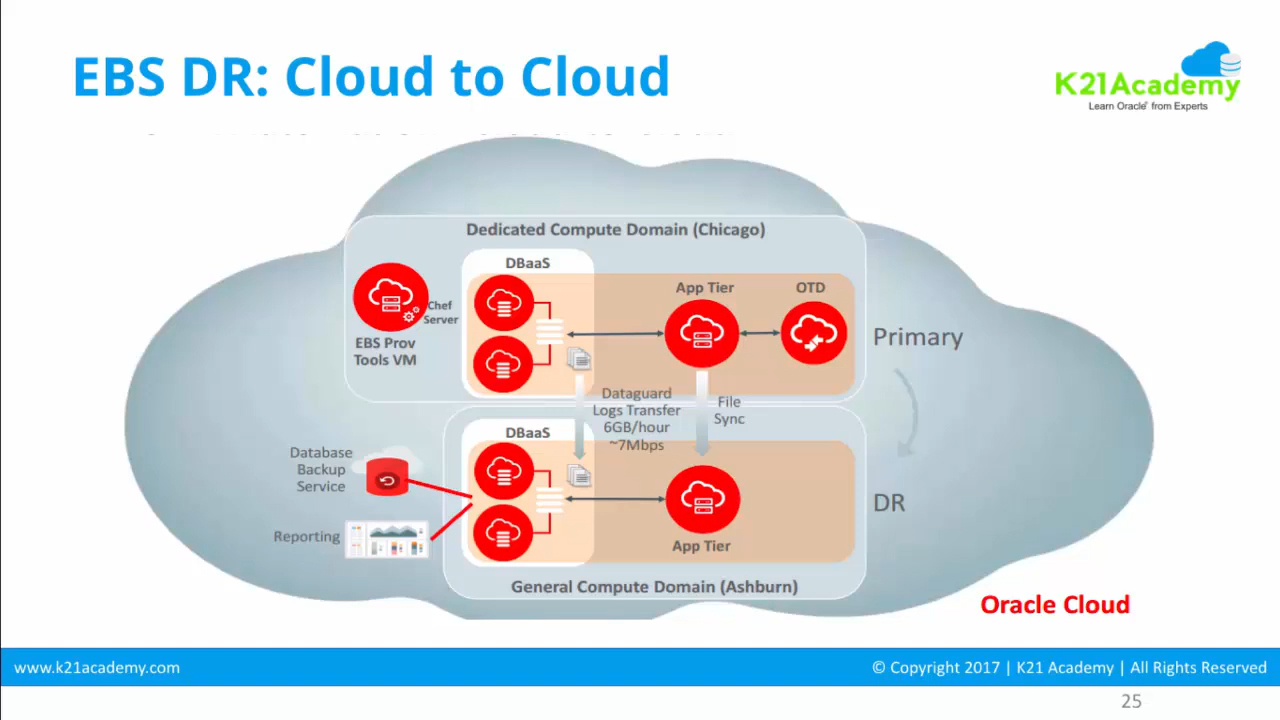 EBS DR: Cloud to Cloud
K21Academy
Learn Oracle® from Experts
Dedicated Compute Domain (Chicago)
DBaaS
App Tier
OTD
Chef
Server
EBS Prov
Tools VM
Primary
Dataguard
Logs Transfer
6GB/hour
~7Mbps
File
Sync
DBaaS
Database
Backup
Service
Reporting
App Tier
DR
General Compute Domain (Ashburn)
Oracle Cloud
www.k21academy.com
© Copyright 2017 | K21 Academy | All Rights Reserved
25